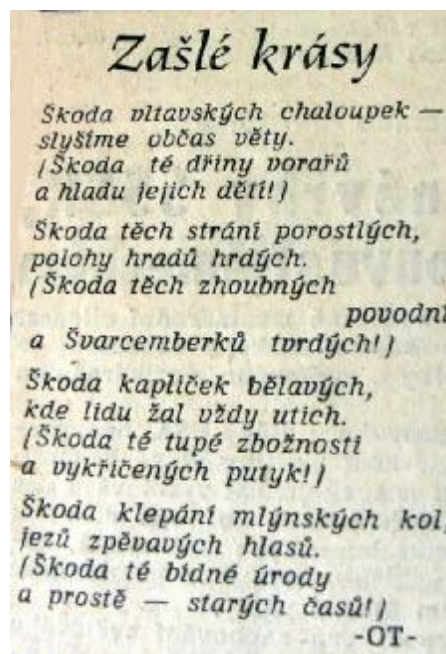 Zašlé krásy
Škoda vltavských chaloupek —
slyšíme občas věty.
(Škoda té dřiny vorařů
a hladu jejich dětí!)
Škoda těch strání porostlých,
polohy hradů hrdých.
(Škoda těch zhoubných
povodní
a Švarcemberků tvrdých!)
Škoda kapliček bělavých,
kde lidu žal vždy utich.
(Škoda té tupé zbožnosti
a vykřičených putyk!)
Škoda klepání mlýnských kol,
jezů zpěvavých hlasů.
(Škoda té bídné úrody
a prostě — starých časů!)
-OT-